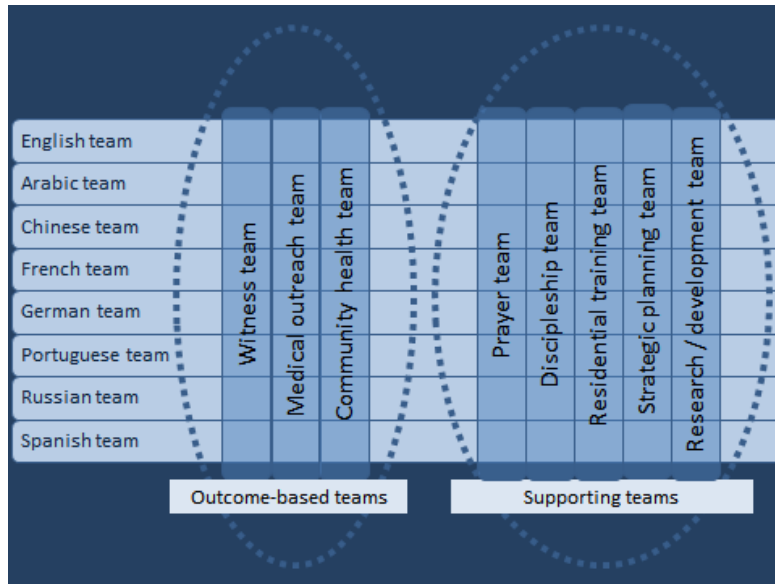 English team
Arabic team
Chinese team
French team
German team
Portuguese team
Russian team
Spanish team
Witness team
Medical outreach team
Community health team
Prayer team
Discipleship team
Residential training team
Strategic planning team
Research / development team
Outcome-based teams
Supporting teams